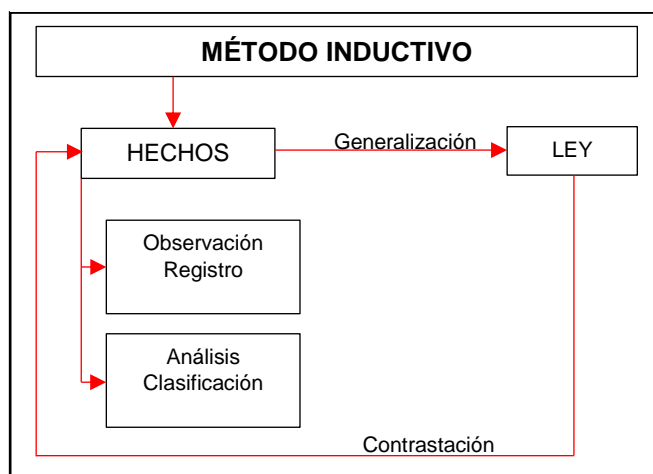 MÉTODO INDUCTIVO
HECHOS
Generalización
LEY
Observación
Registro
Análisis
Clasificación
Contrastación